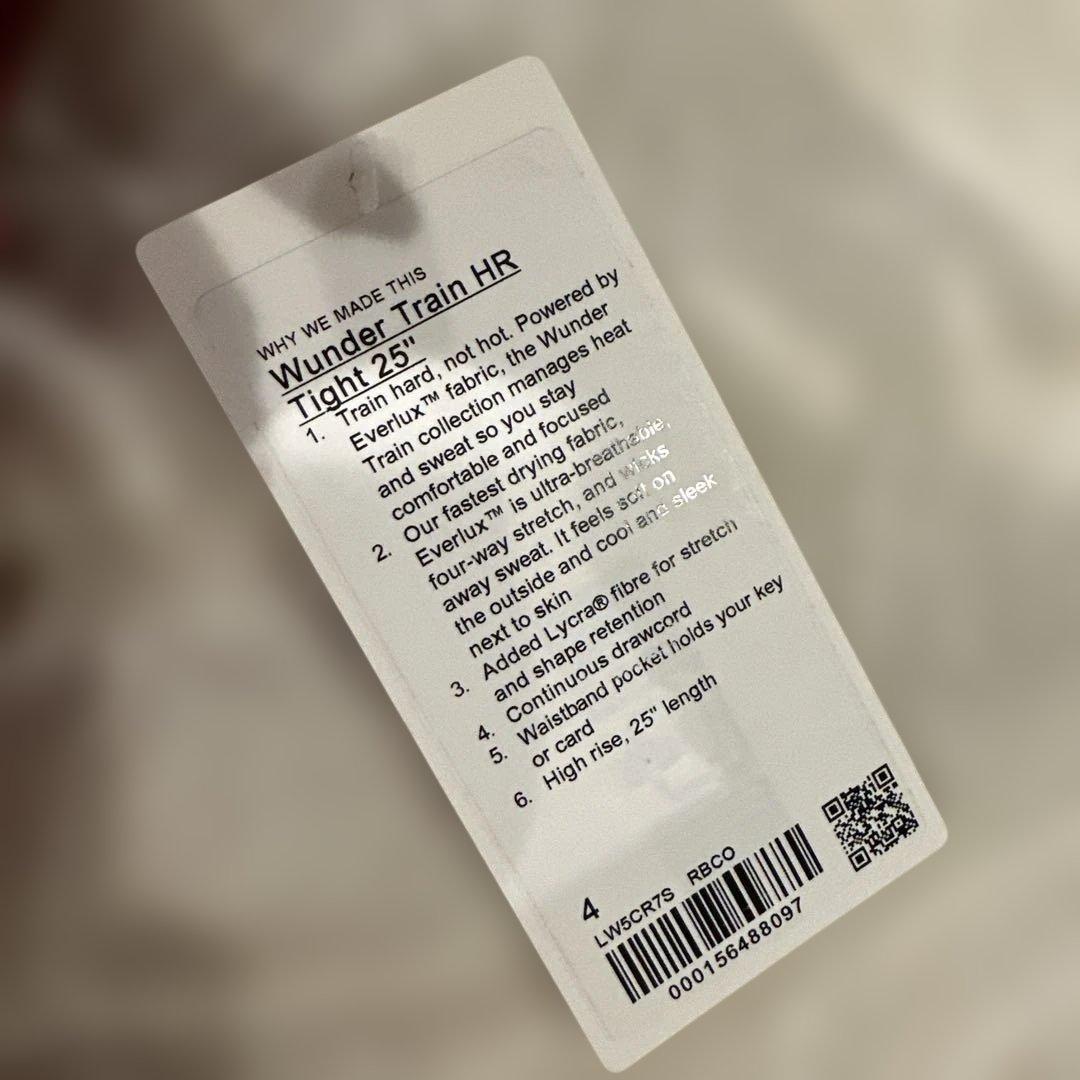 WHY WE MADE THIS
Wunder Train HR
Tight 25"
1. Train hard, not hot. Powered by
Everlux™ fabric, the Wunder
Train collection manages heat
and sweat so you stay
comfortable and focused
2. Our fastest drying fabric,
Everlux™ is ultra-breathable,
four-way stretch, and wicks
away sweat. It feels soft on
the outside and cool and sleek
next to skin
3. Added Lycra® fibre for stretch
and shape retention
4. Continuous drawcord
5. Waistband pocket holds your key
or card
6. High rise, 25" length
4
LW5CR7S RBCO
000156488097